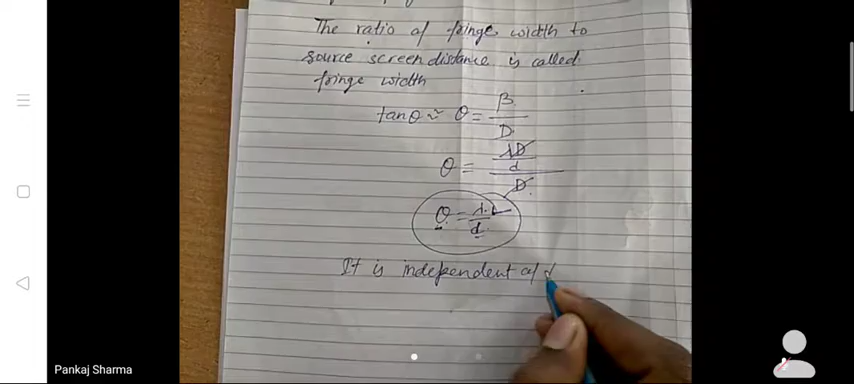 The ratio of fringe width to
source screen distance is called
fringe width
tanθ ≈ θ = β/D
θ = (λD/d)/D
θ = λ/d
It is independent of
Pankaj Sharma